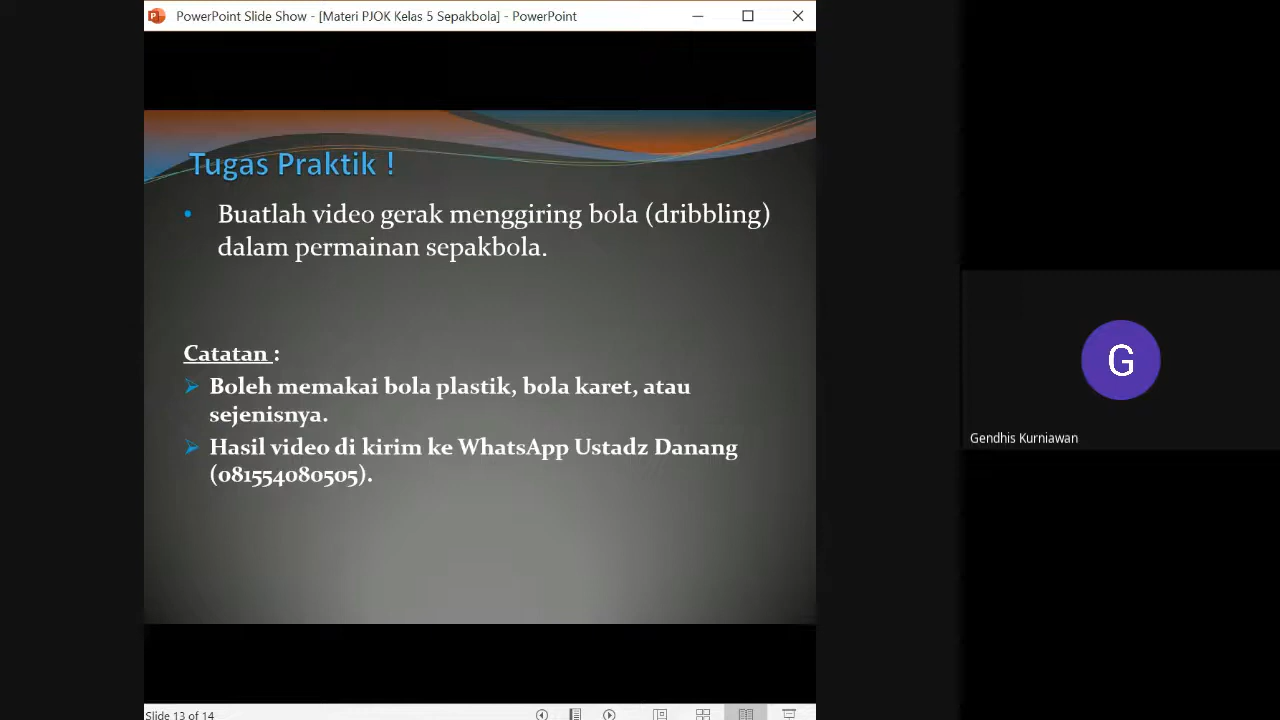 PowerPoint Slide Show - [Materi PJOK Kelas 5 Sepakbola] - PowerPoint
Tugas Praktik !
• Buatlah video gerak menggiring bola (dribbling)
dalam permainan sepakbola.
Catatan :
➢ Boleh memakai bola plastik, bola karet, atau
sejenisnya.
➢ Hasil video di kirim ke WhatsApp Ustadz Danang
(081554080505).
G
Gendhis Kurniawan
Slide 13 of 14